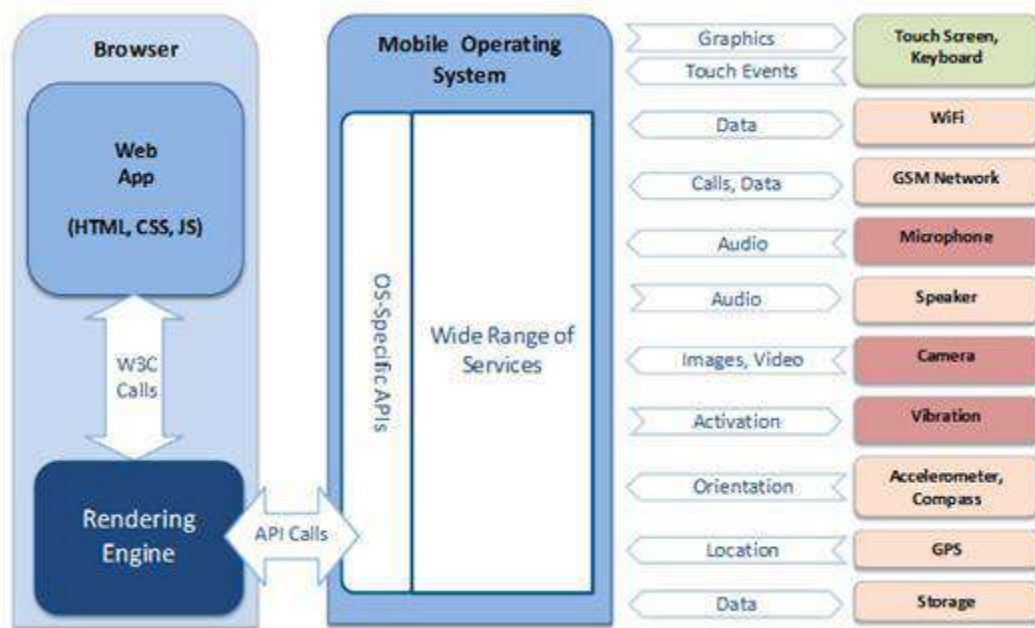 Browser
Web
App
(HTML, CSS, JS)
W3C
Calls
Rendering
Engine
API Calls
Mobile Operating
System
OS-Specific APIs
Wide Range of
Services
Graphics
Touch Events
Touch Screen,
Keyboard
Data
WiFi
Calls, Data
GSM Network
Audio
Microphone
Audio
Speaker
Images, Video
Camera
Activation
Vibration
Orientation
Accelerometer,
Compass
Location
GPS
Data
Storage